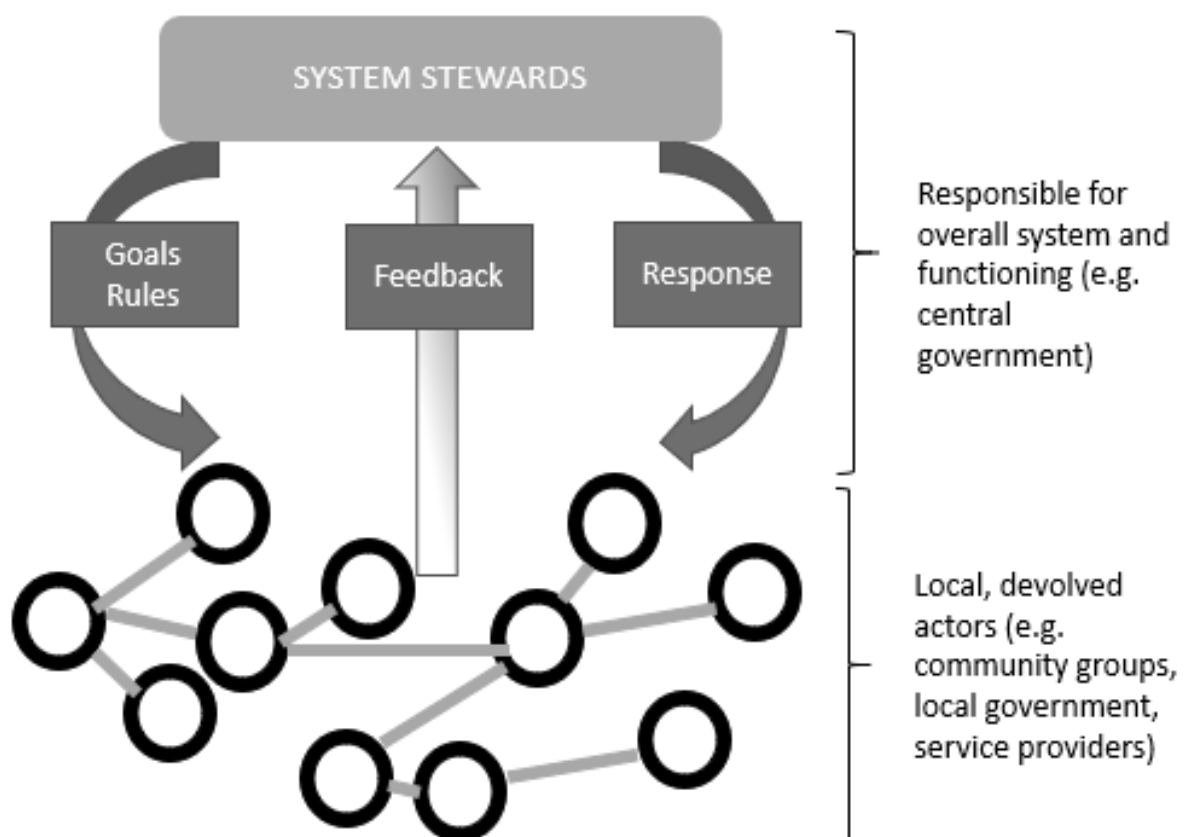 SYSTEM STEWARDS
Goals
Rules
Feedback
Response
Responsible for
overall system and
functioning (e.g.
central
government)
Local, devolved
actors (e.g.
community groups,
local government,
service providers)